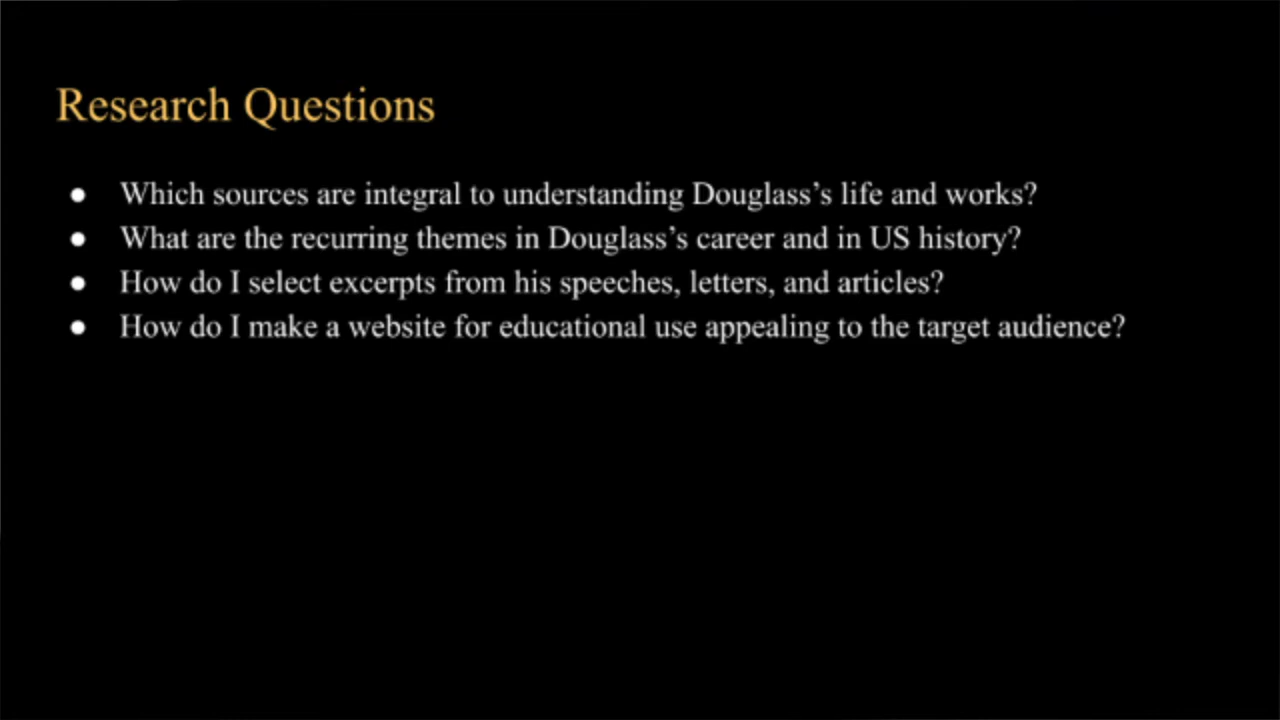 Research Questions
● Which sources are integral to understanding Douglass’s life and works?
● What are the recurring themes in Douglass’s career and in US history?
● How do I select excerpts from his speeches, letters, and articles?
● How do I make a website for educational use appealing to the target audience?